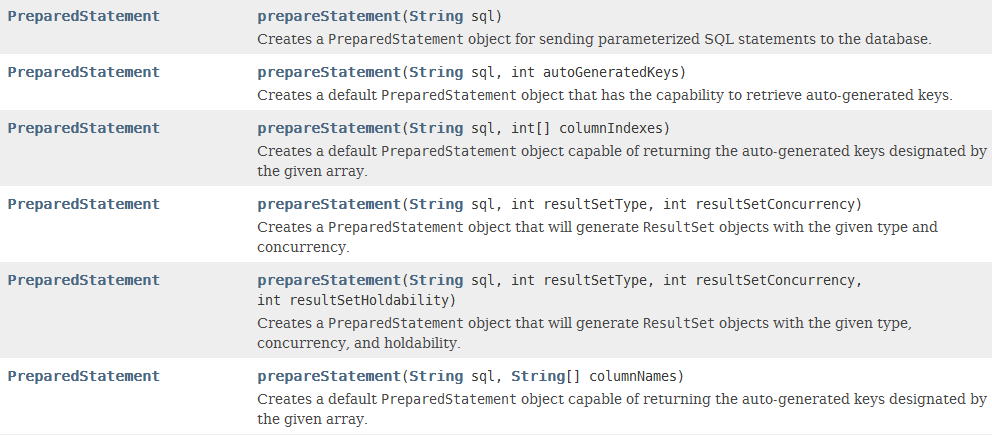 PreparedStatement prepareStatement(String sql)
Creates a PreparedStatement object for sending parameterized SQL statements to the database.
PreparedStatement prepareStatement(String sql, int autoGeneratedKeys)
Creates a default PreparedStatement object that has the capability to retrieve auto-generated keys.
PreparedStatement prepareStatement(String sql, int[] columnIndexes)
Creates a default PreparedStatement object capable of returning the auto-generated keys designated by
the given array.
PreparedStatement prepareStatement(String sql, int resultSetType, int resultSetConcurrency)
Creates a PreparedStatement object that will generate ResultSet objects with the given type and
concurrency.
PreparedStatement prepareStatement(String sql, int resultSetType, int resultSetConcurrency,
int resultSetHoldability)
Creates a PreparedStatement object that will generate ResultSet objects with the given type,
concurrency, and holdability.
PreparedStatement prepareStatement(String sql, String[] columnNames)
Creates a default PreparedStatement object capable of returning the auto-generated keys designated by
the given array.